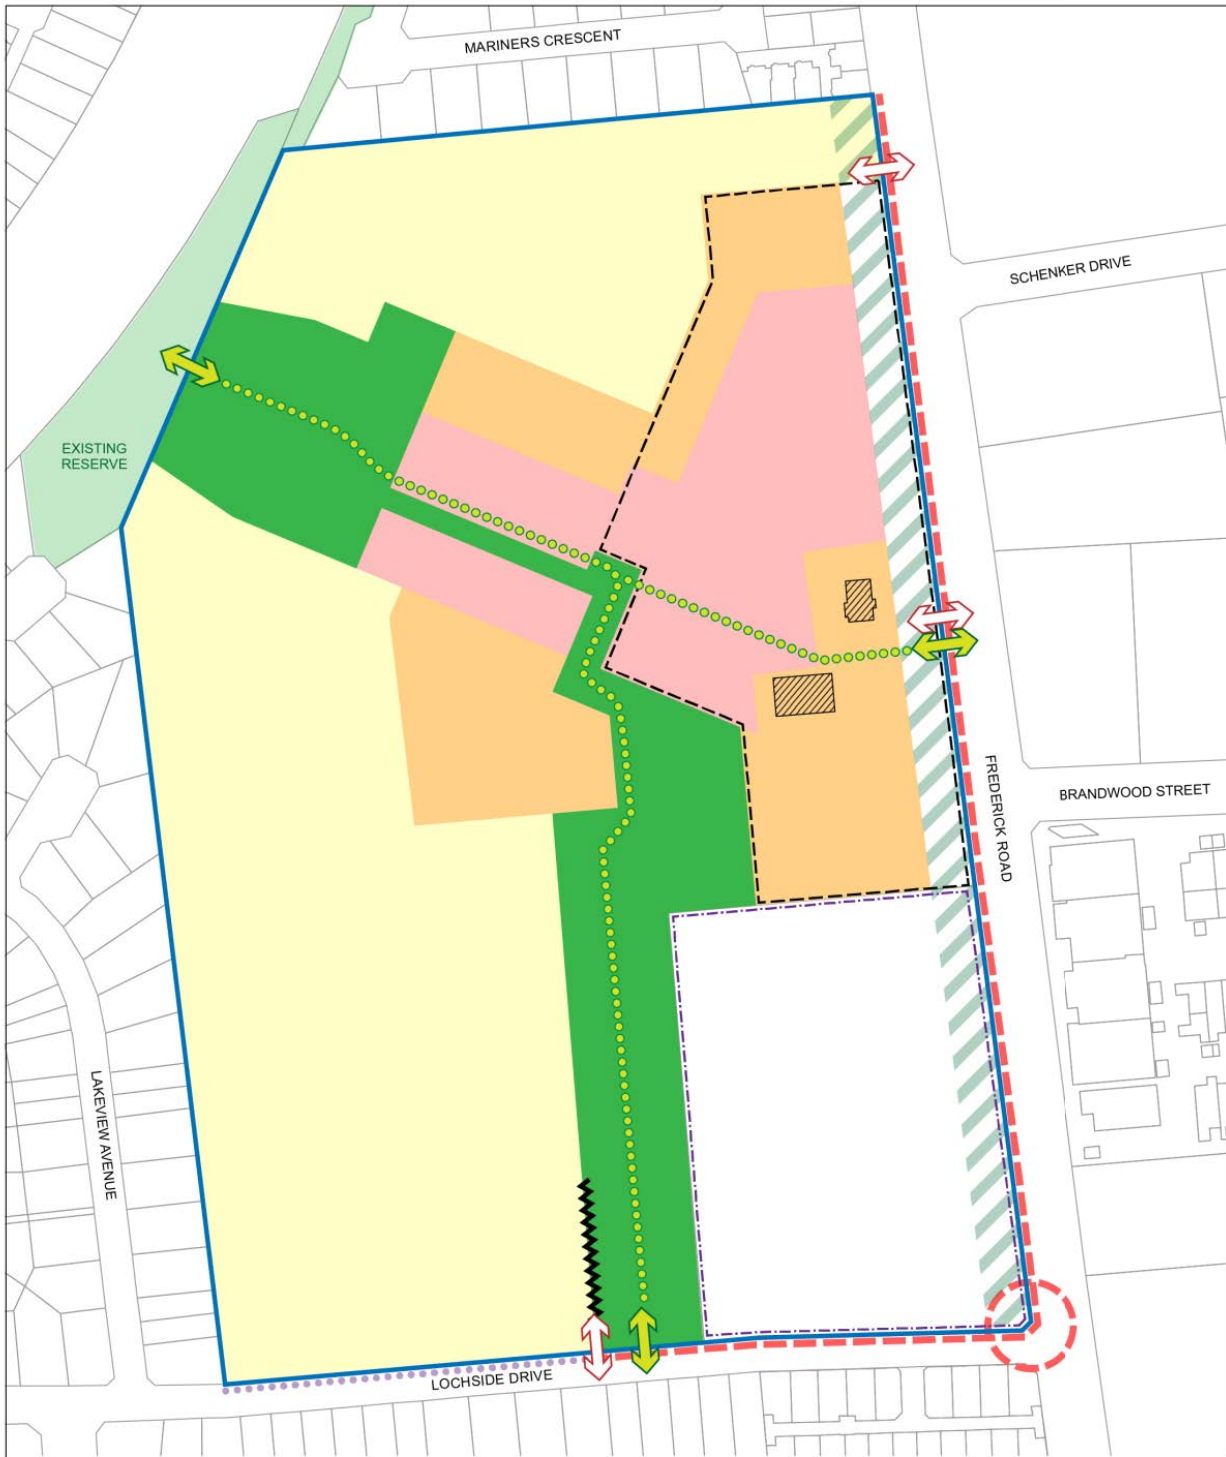 MARINERS CRESCENT
SCHENKER DRIVE
EXISTING
RESERVE
FREDERICK ROAD
BRANDWOOD STREET
LAKEVIEW AVENUE
LOCHSIDE DRIVE